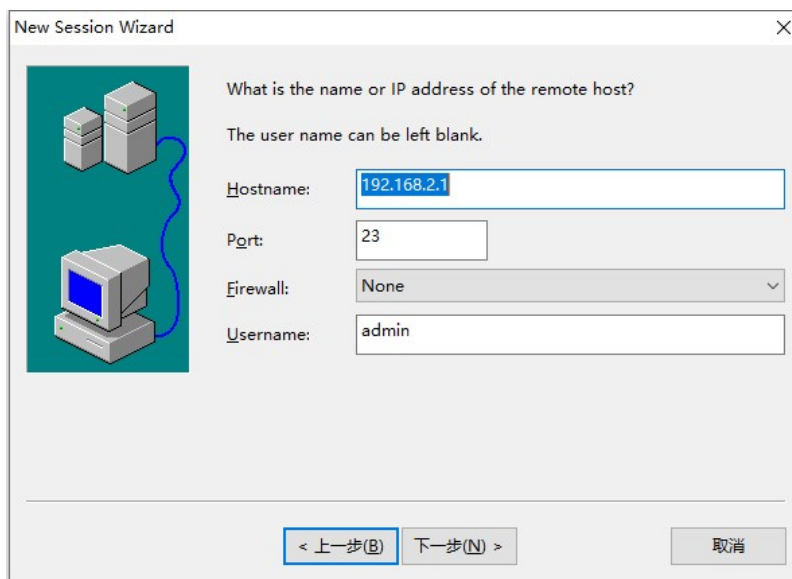 New Session Wizard
What is the name or IP address of the remote host?
The user name can be left blank.
Hostname: 192.168.2.1
Port: 23
Firewall: None
Username: admin
< 上一步(B) 下一步(N) > 取消